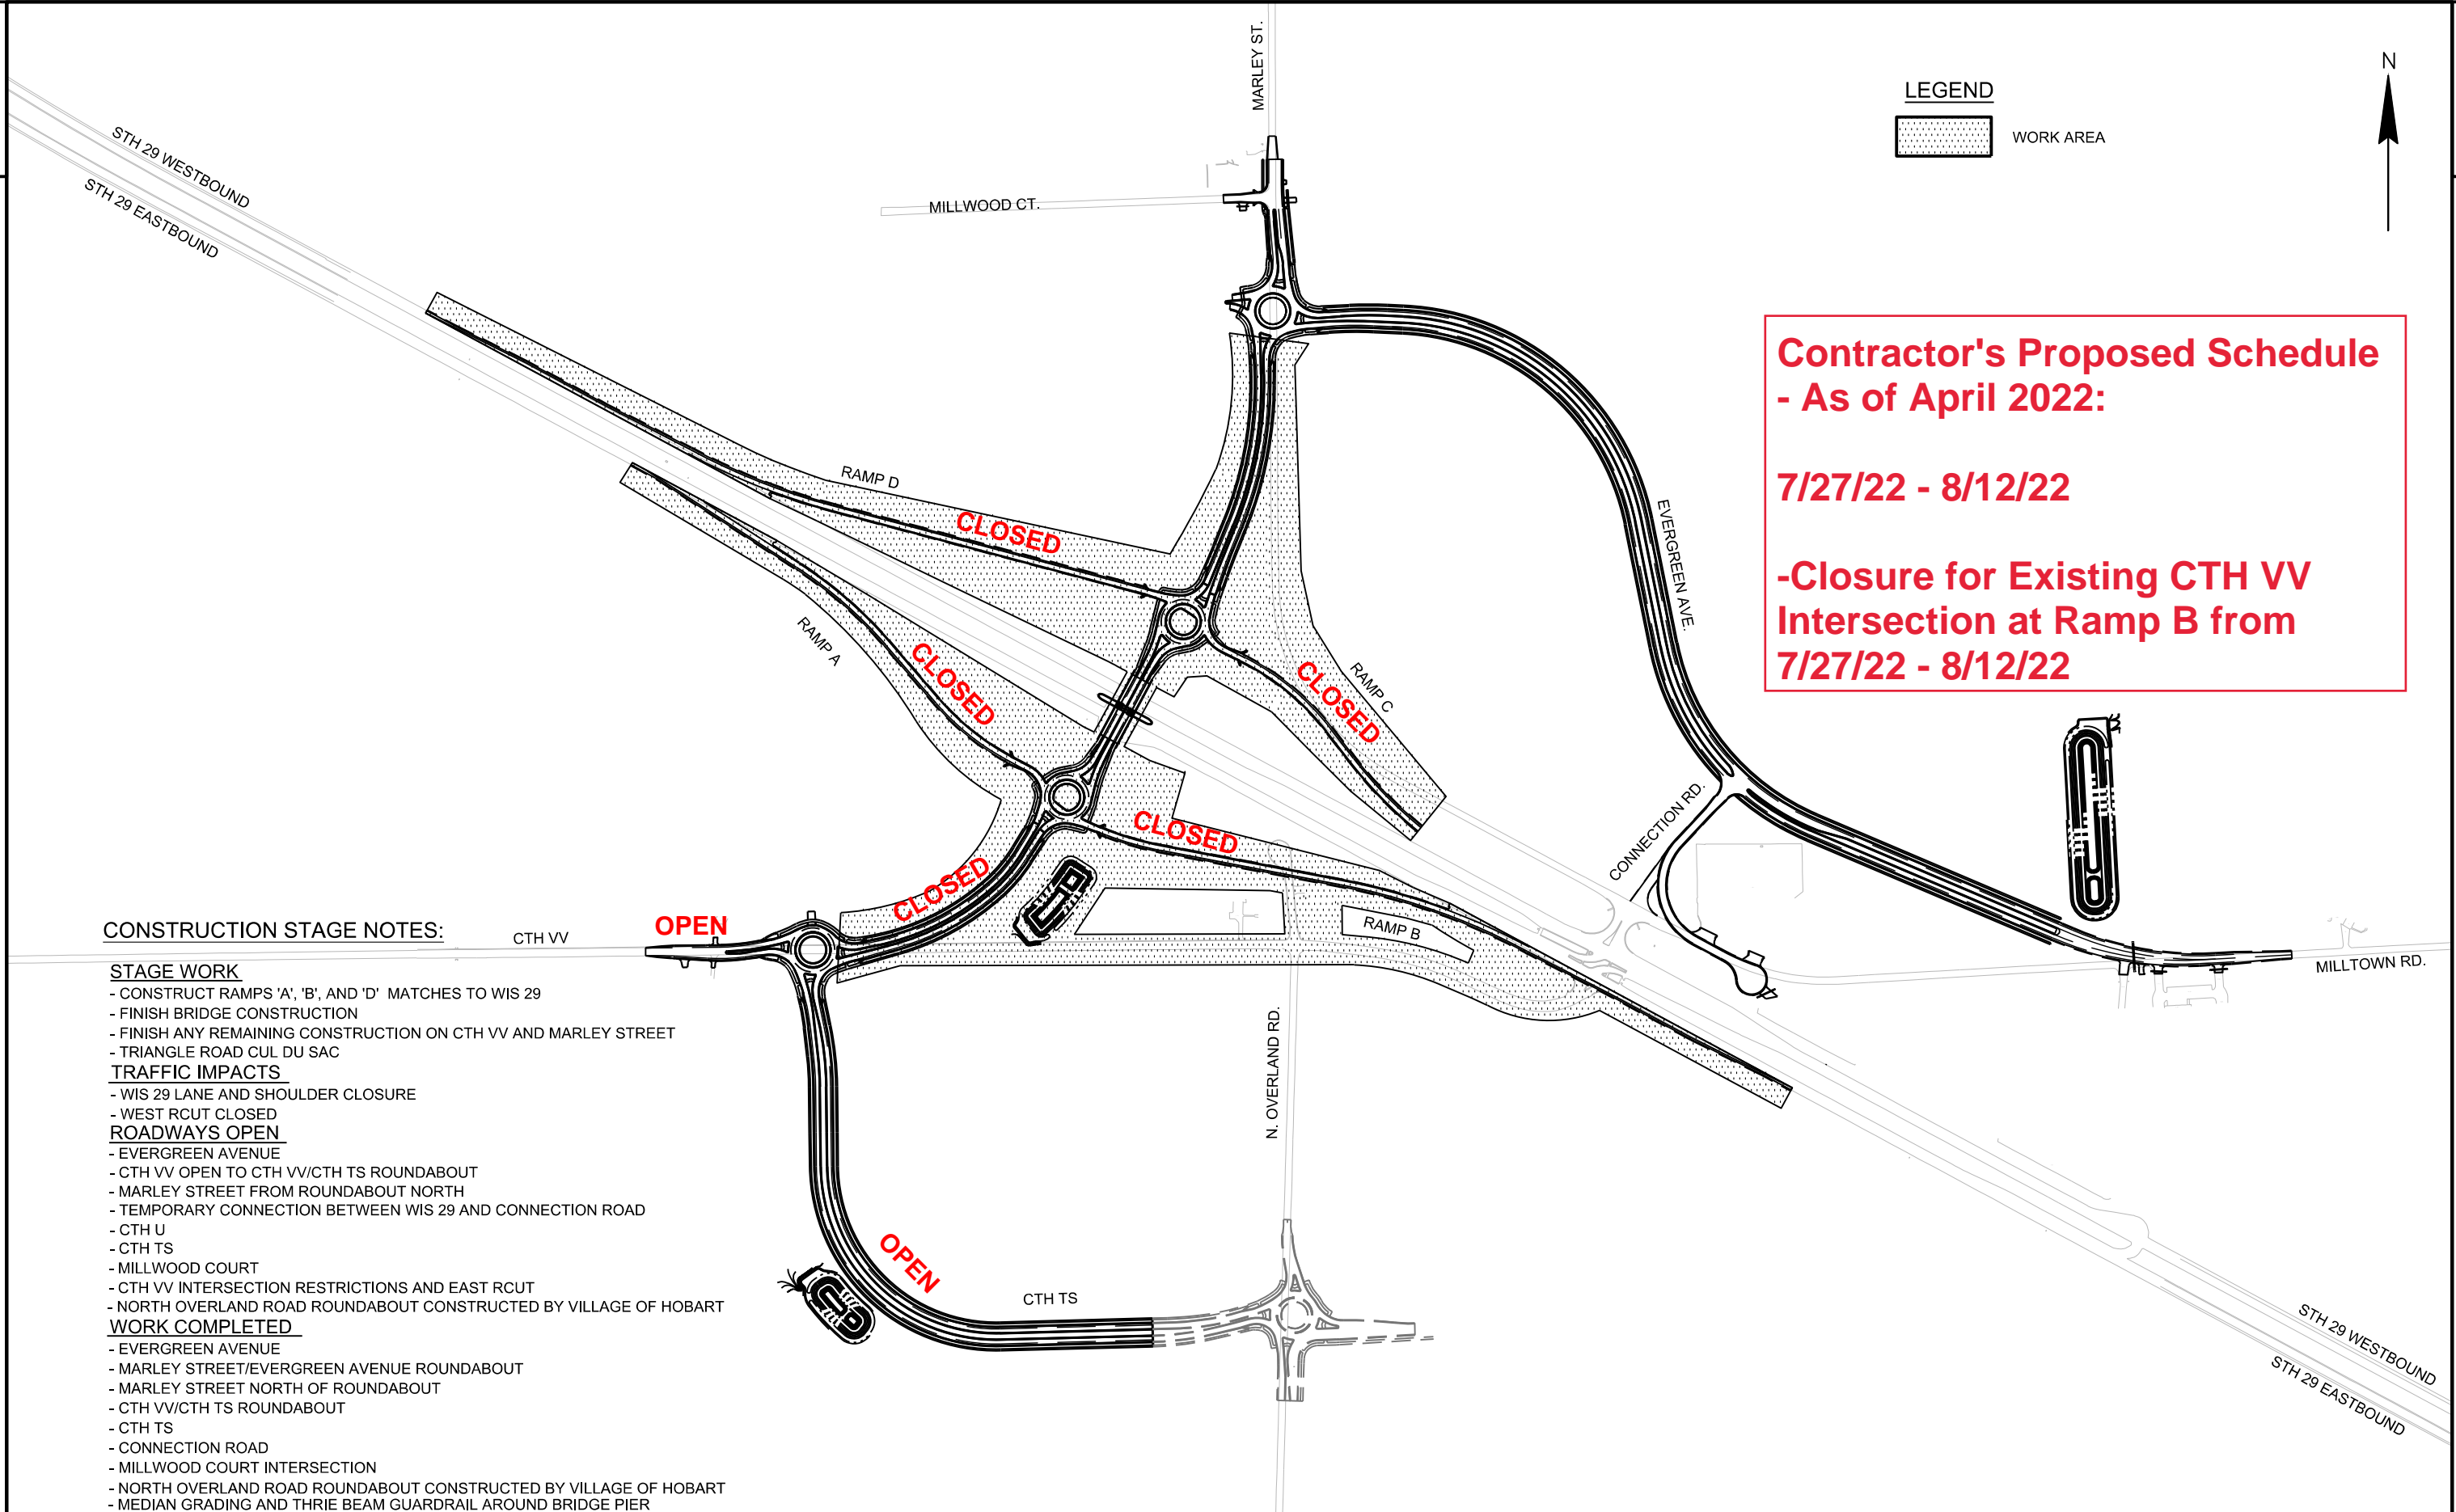 MARLEY ST.
N
LEGEND
WORK AREA
STH 29 WESTBOUND
STH 29 EASTBOUND
MILLWOOD CT.
Contractor's Proposed Schedule
- As of April 2022:
7/27/22 - 8/12/22
-Closure for Existing CTH VV
Intersection at Ramp B from
7/27/22 - 8/12/22
RAMP D
CLOSED
EVERGREEN AVE.
RAMP A
CLOSED
RAMP C
CLOSED
CONNECTION RD.
CLOSED
CLOSED
OPEN
CTH VV
RAMP B
MILLTOWN RD.
N. OVERLAND RD.
OPEN
CTH TS
STH 29 WESTBOUND
STH 29 EASTBOUND
CONSTRUCTION STAGE NOTES:
STAGE WORK
- CONSTRUCT RAMPS 'A', 'B', AND 'D' MATCHES TO WIS 29
- FINISH BRIDGE CONSTRUCTION
- FINISH ANY REMAINING CONSTRUCTION ON CTH VV AND MARLEY STREET
- TRIANGLE ROAD CUL DU SAC
TRAFFIC IMPACTS
- WIS 29 LANE AND SHOULDER CLOSURE
- WEST RCUT CLOSED
ROADWAYS OPEN
- EVERGREEN AVENUE
- CTH VV OPEN TO CTH VV/CTH TS ROUNDABOUT
- MARLEY STREET FROM ROUNDABOUT NORTH
- TEMPORARY CONNECTION BETWEEN WIS 29 AND CONNECTION ROAD
- CTH U
- CTH TS
- MILLWOOD COURT
- CTH VV INTERSECTION RESTRICTIONS AND EAST RCUT
- NORTH OVERLAND ROAD ROUNDABOUT CONSTRUCTED BY VILLAGE OF HOBART
WORK COMPLETED
- EVERGREEN AVENUE
- MARLEY STREET/EVERGREEN AVENUE ROUNDABOUT
- MARLEY STREET NORTH OF ROUNDABOUT
- CTH VV/CTH TS ROUNDABOUT
- CTH TS
- CONNECTION ROAD
- MILLWOOD COURT INTERSECTION
- NORTH OVERLAND ROAD ROUNDABOUT CONSTRUCTED BY VILLAGE OF HOBART
- MEDIAN GRADING AND THRIE BEAM GUARDRAIL AROUND BRIDGE PIER